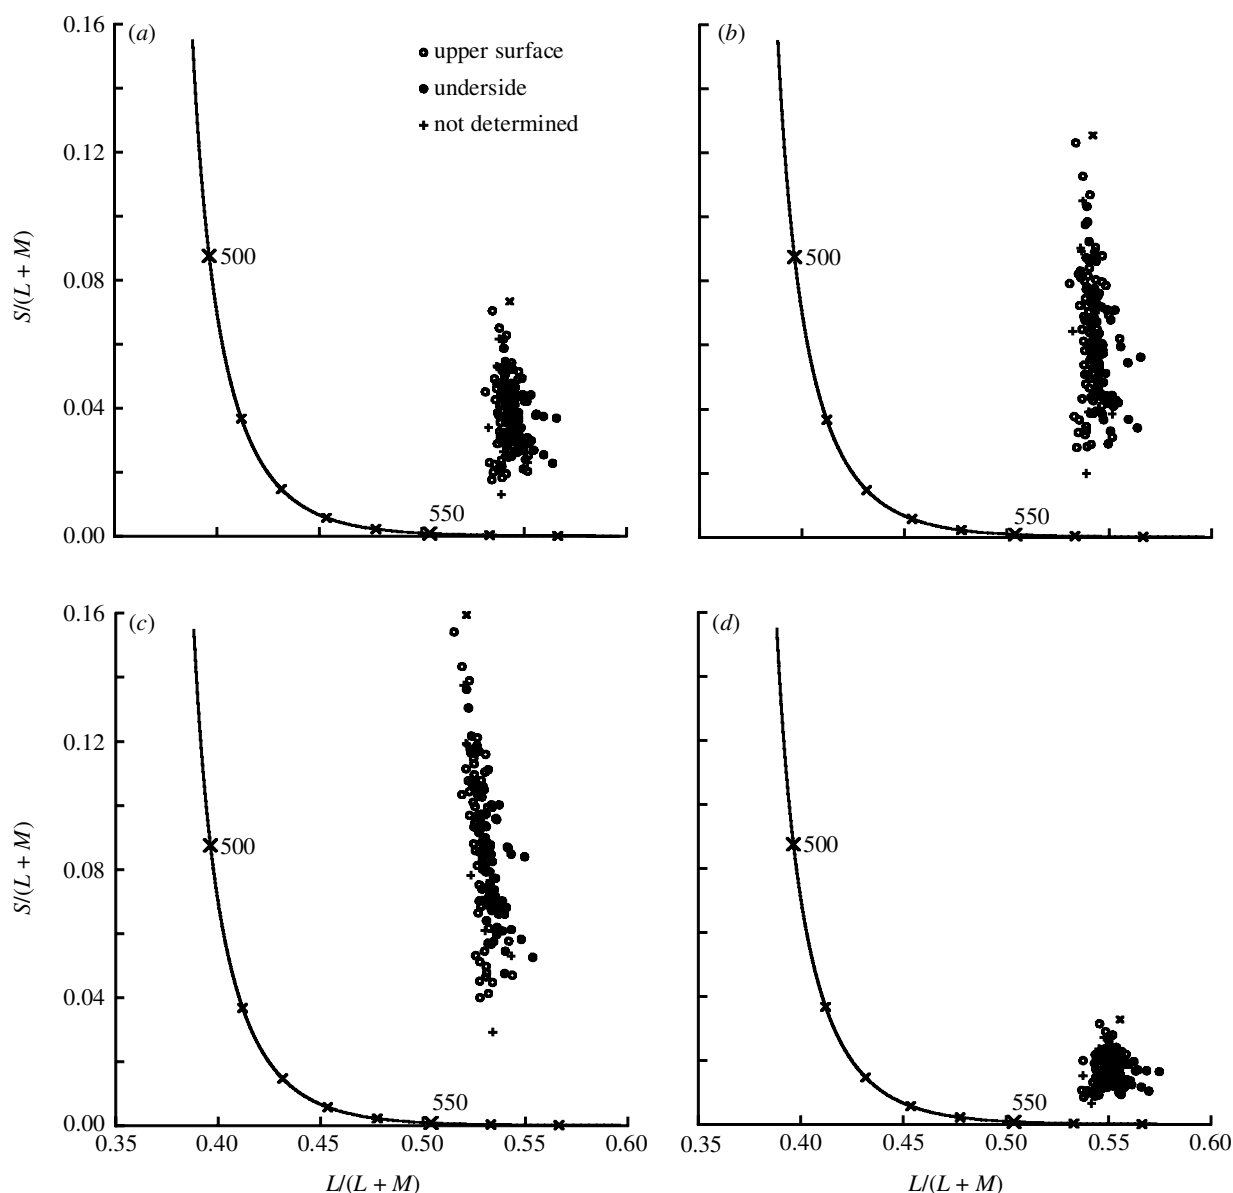 0.16 (a) (b)
upper surface
underside
not determined
0.12
S/(L + M)
0.08
0.04
0.00
500 500
550 550
0.16 (c) (d)
0.12
S/(L + M)
0.08
0.04
0.00
500 500
550 550
0.35 0.40 0.45 0.50 0.55 0.60 0.35 0.40 0.45 0.50 0.55 0.60
L/(L + M) L/(L + M)